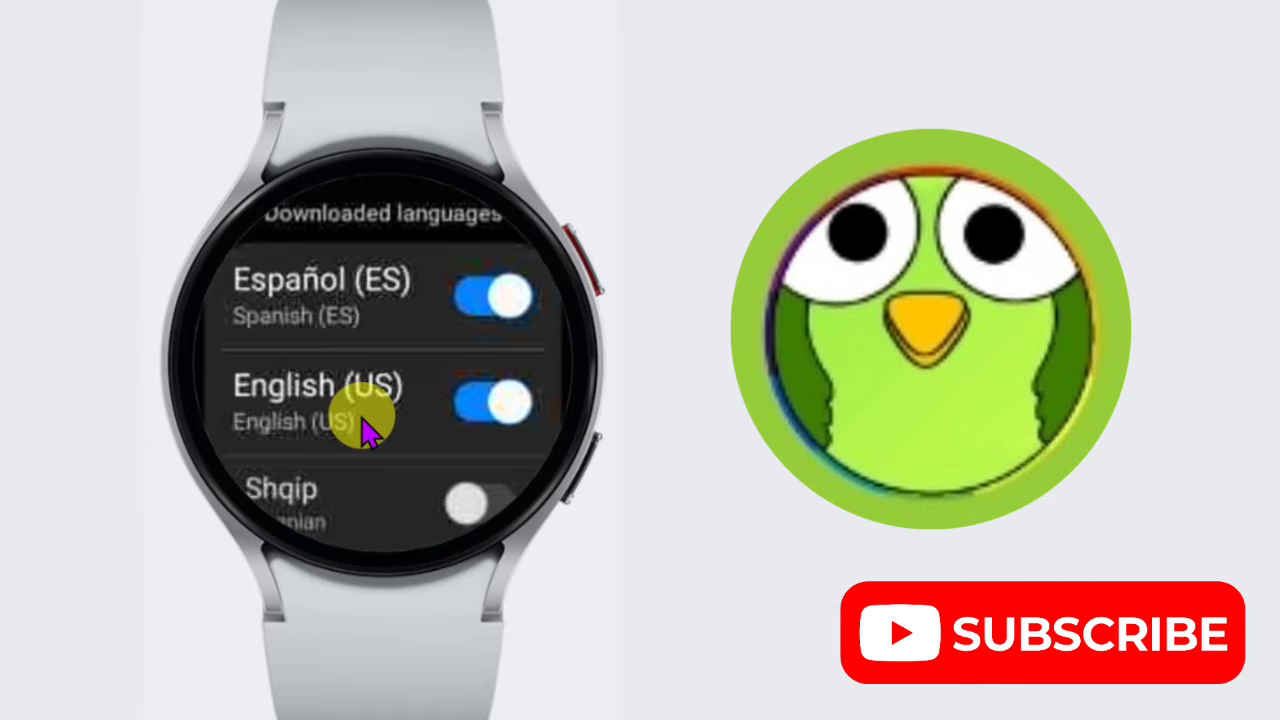 Downloaded languages
Español (ES)
Spanish (ES)
English (US)
English (US)
Shqip
SUBSCRIBE